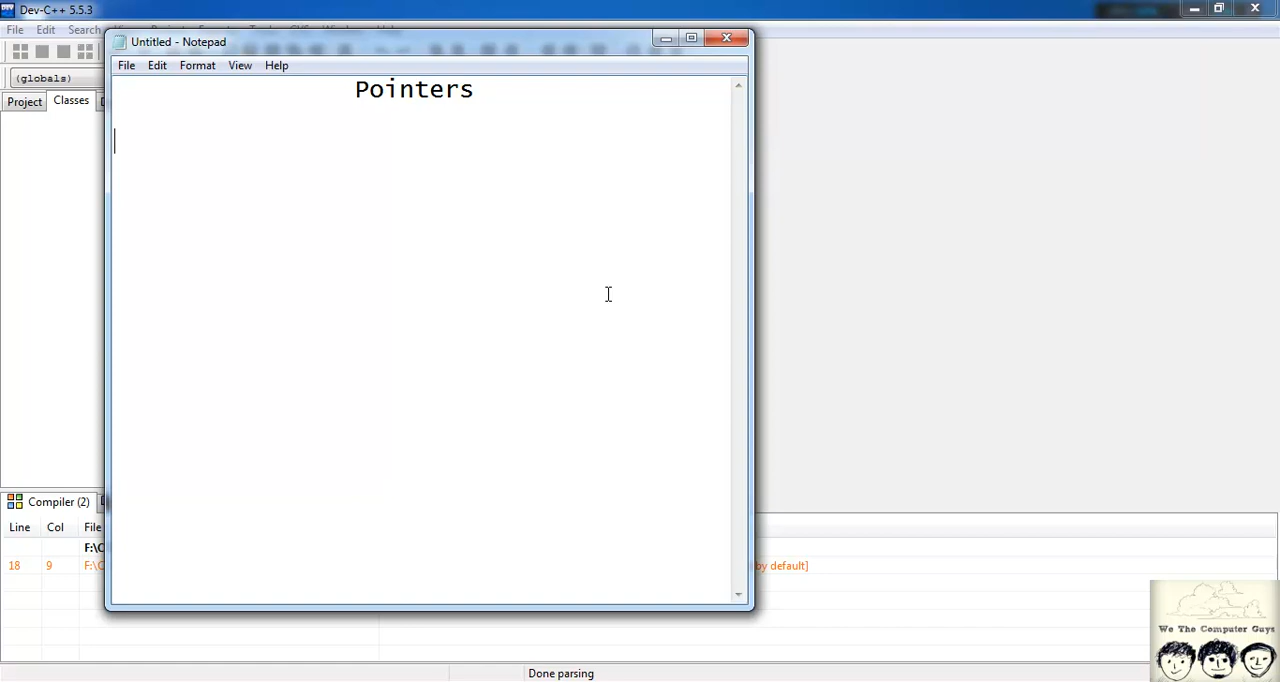 Dev-C++ 5.5.3
File Edit Search
Untitled - Notepad
File Edit Format View Help
(globals)
Project Classes
Pointers
Compiler (2)
Line Col File
F:\C
18 9 F:\C by default]
We The Computer Guys
Done parsing